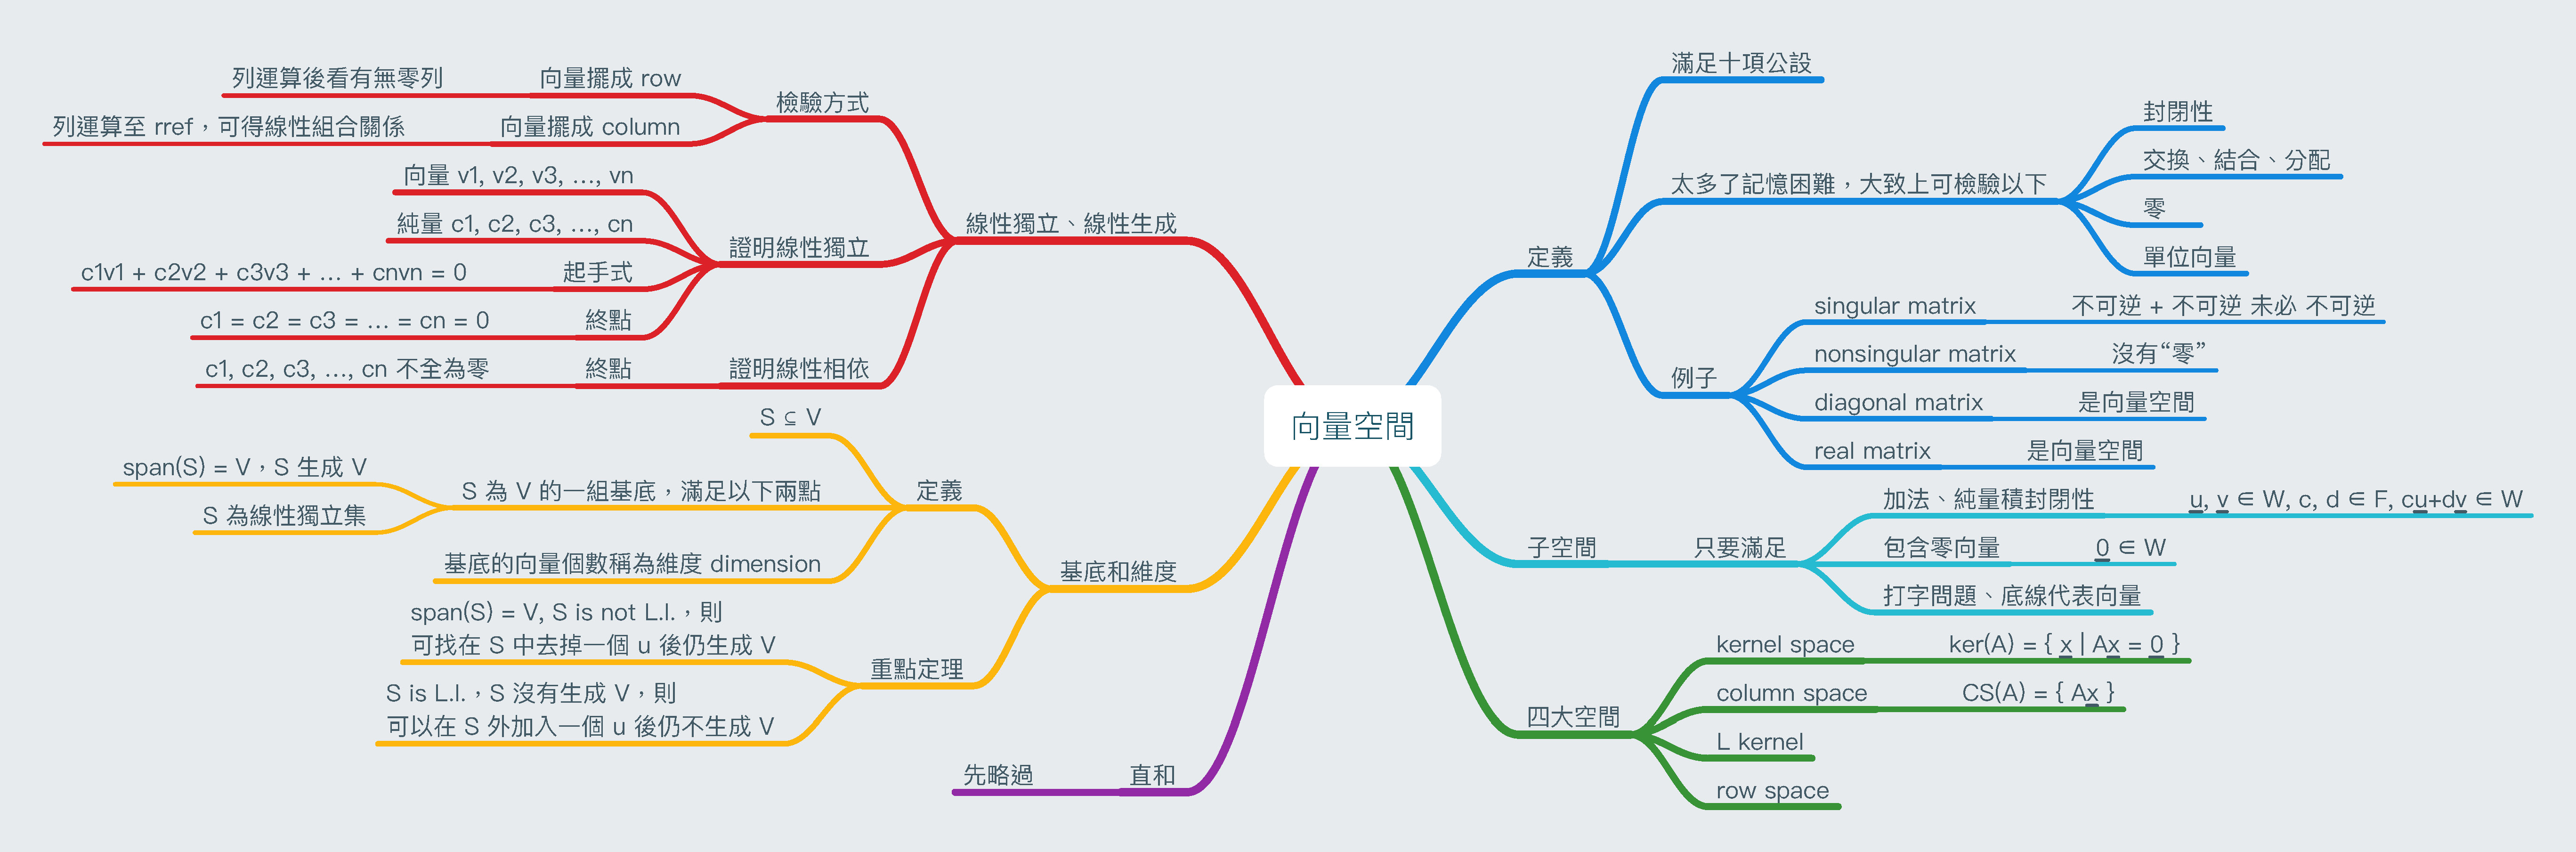 向量空間
定義
滿足十項公設
太多了記憶困難，大致上可檢驗以下
封閉性
交換、結合、分配
零
單位向量
例子
singular matrix
不可逆 + 不可逆 未必 不可逆
nonsingular matrix
沒有“零”
diagonal matrix
是向量空間
real matrix
是向量空間
子空間
只要滿足
加法、純量積封閉性
u, v ∈ W, c, d ∈ F, cu+dv ∈ W
包含零向量
0 ∈ W
打字問題、底線代表向量
四大空間
kernel space
ker(A) = { x | Ax = 0 }
column space
CS(A) = { Ax }
L kernel
row space
線性獨立、線性生成
檢驗方式
向量擺成 row
列運算後看有無零列
向量擺成 column
列運算至 rref，可得線性組合關係
證明線性獨立
向量 v1, v2, v3, ..., vn
純量 c1, c2, c3, ..., cn
起手式
c1v1 + c2v2 + c3v3 + ... + cnvn = 0
終點
c1 = c2 = c3 = ... = cn = 0
證明線性相依
終點
c1, c2, c3, ..., cn 不全為零
基底和維度
定義
S ⊆ V
S 為 V 的一組基底，滿足以下兩點
span(S) = V，S 生成 V
S 為線性獨立集
基底的向量個數稱為維度 dimension
重點定理
span(S) = V, S is not L.I.，則
可找在 S 中去掉一個 u 後仍生成 V
S is L.I.，S 沒有生成 V，則
可以在 S 外加入一個 u 後仍不生成 V
直和
先略過